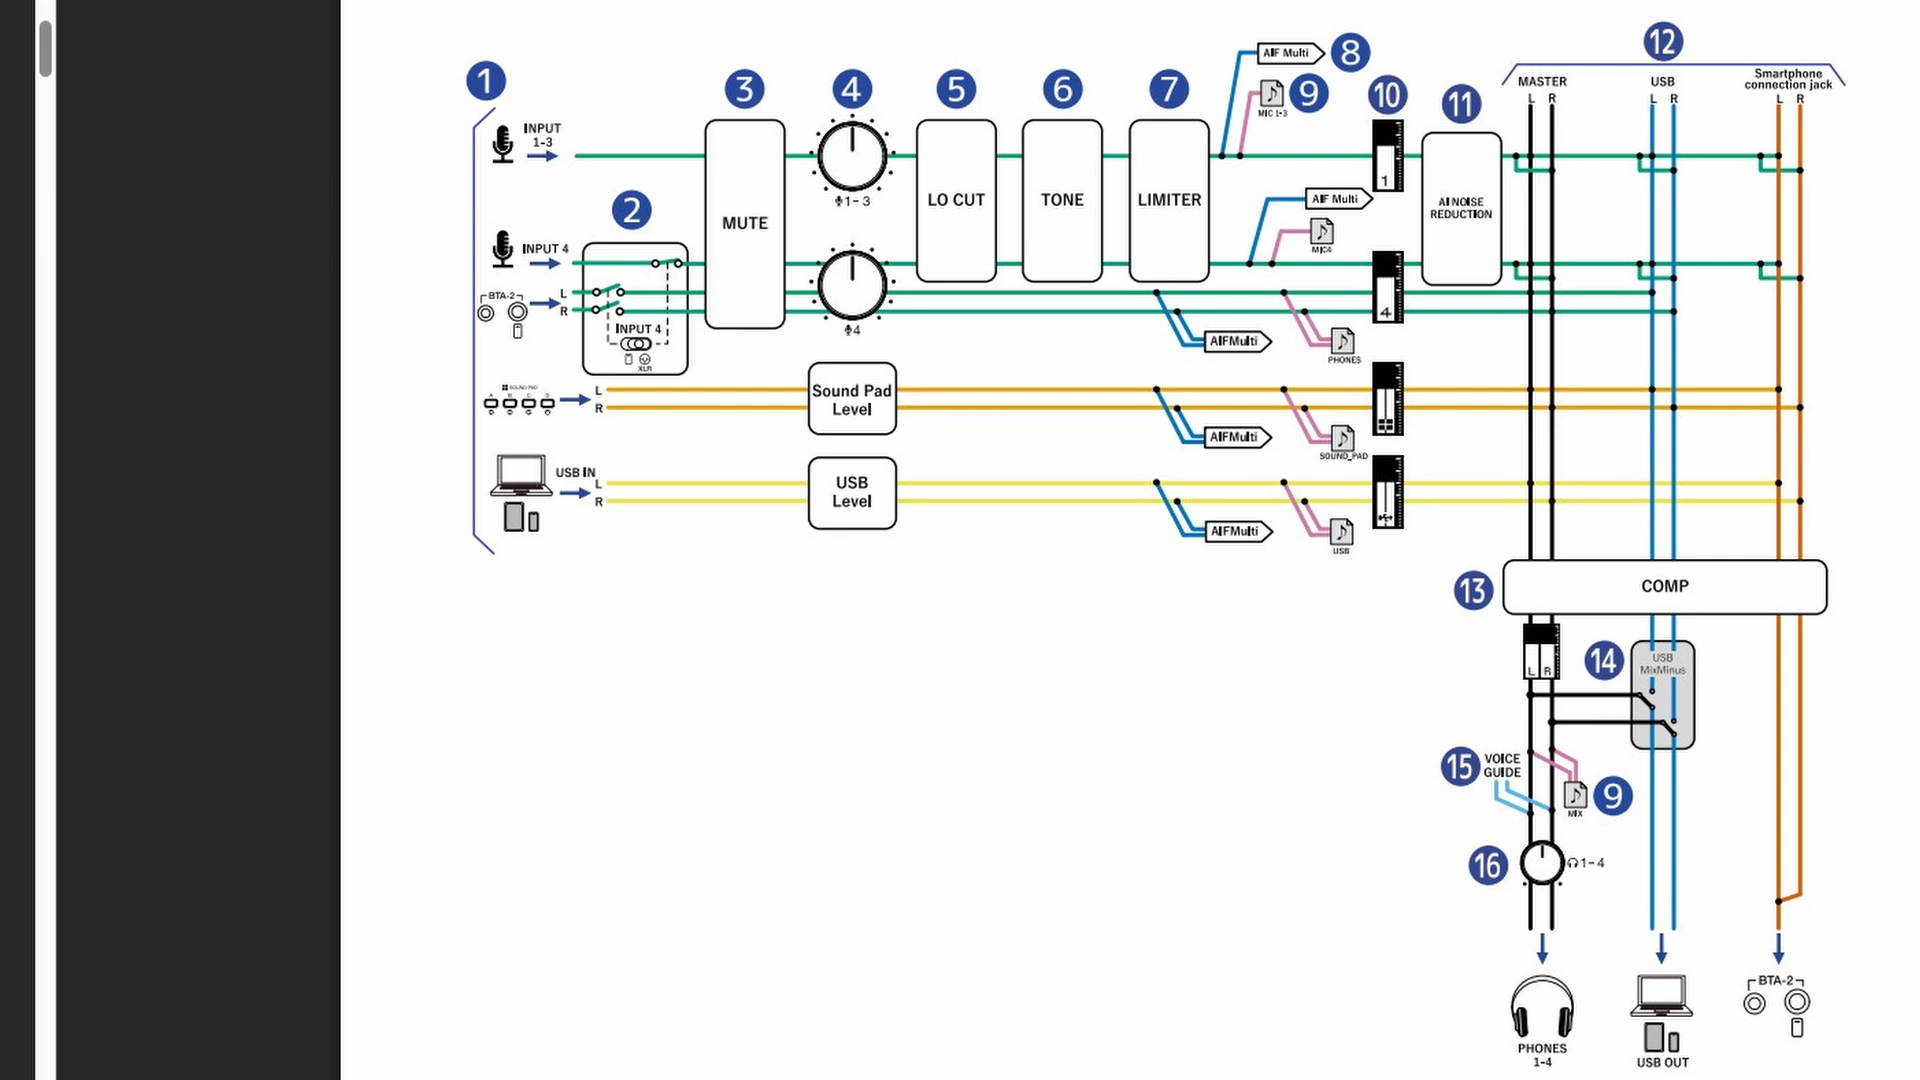 12
8
AIF Multi
1
3
4
5
6
7
9
MIC 1-3
10
11
MASTER
USB
Smartphone
connection jack
L R
L R
L R
INPUT
1-3
MUTE
1-3
LO CUT
TONE
LIMITER
1
AI NOISE
REDUCTION
2
INPUT 4
AIF Multi
MIC4
BTA-2
L
R
INPUT 4
XLR
4
4
AIFMulti
PHONES
SOUND PAD
L
R
Sound Pad
Level
AIFMulti
SOUND_PAD
USB IN
L
R
USB
Level
AIFMulti
USB
13
COMP
L R
14
USB
MixMinus
15
VOICE
GUIDE
9
MIX
16
1-4
PHONES
1-4
USB OUT
BTA-2